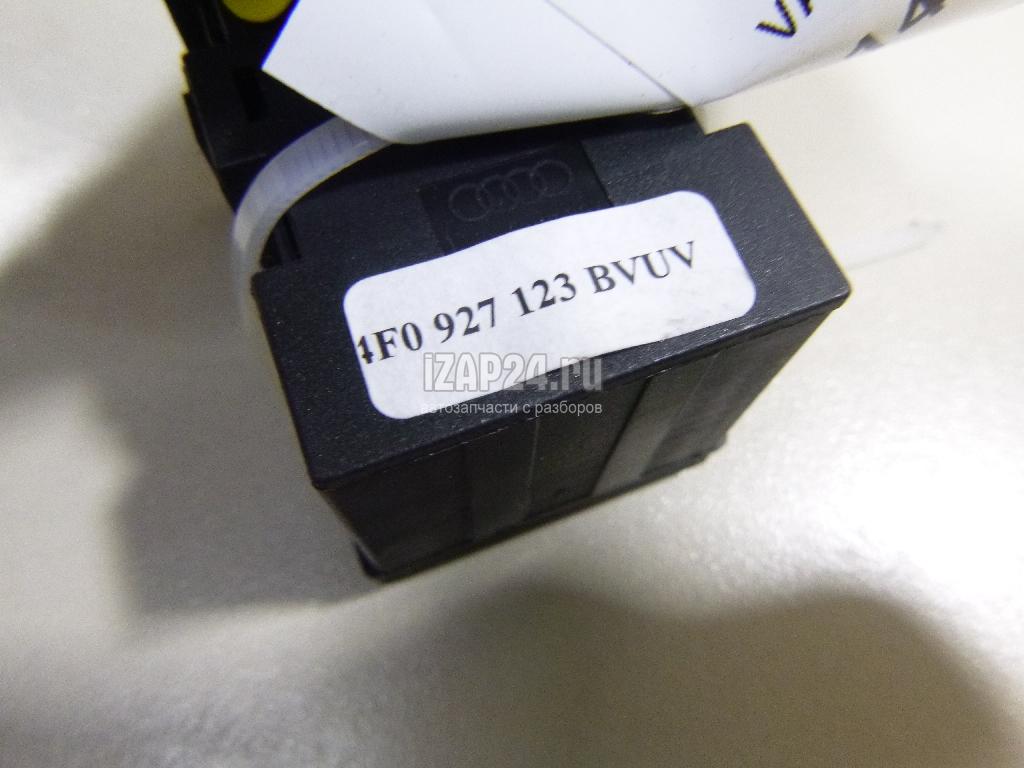 4F0 927 123 BVUV
iZAP24.ru
автозапчасти с разборов